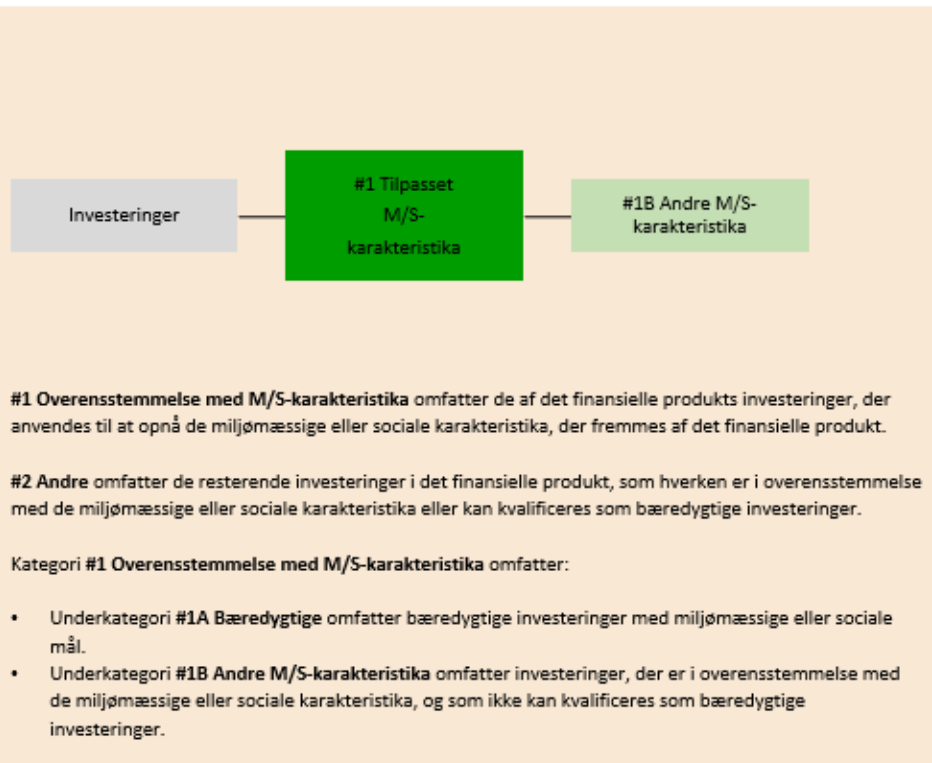 Investeringer
#1 Tilpasset
M/S-
karakteristika
#1B Andre M/S-
karakteristika
#1 Overensstemmelse med M/S-karakteristika omfatter de af det finansielle produkts investeringer, der
anvendes til at opnå de miljømæssige eller sociale karakteristika, der fremmes af det finansielle produkt.
#2 Andre omfatter de resterende investeringer i det finansielle produkt, som hverken er i overensstemmelse
med de miljømæssige eller sociale karakteristika eller kan kvalificeres som bæredygtige investeringer.
Kategori #1 Overensstemmelse med M/S-karakteristika omfatter:
• Underkategori #1A Bæredygtige omfatter bæredygtige investeringer med miljømæssige eller sociale
mål.
• Underkategori #1B Andre M/S-karakteristika omfatter investeringer, der er i overensstemmelse med
de miljømæssige eller sociale karakteristika, og som ikke kan kvalificeres som bæredygtige
investeringer.